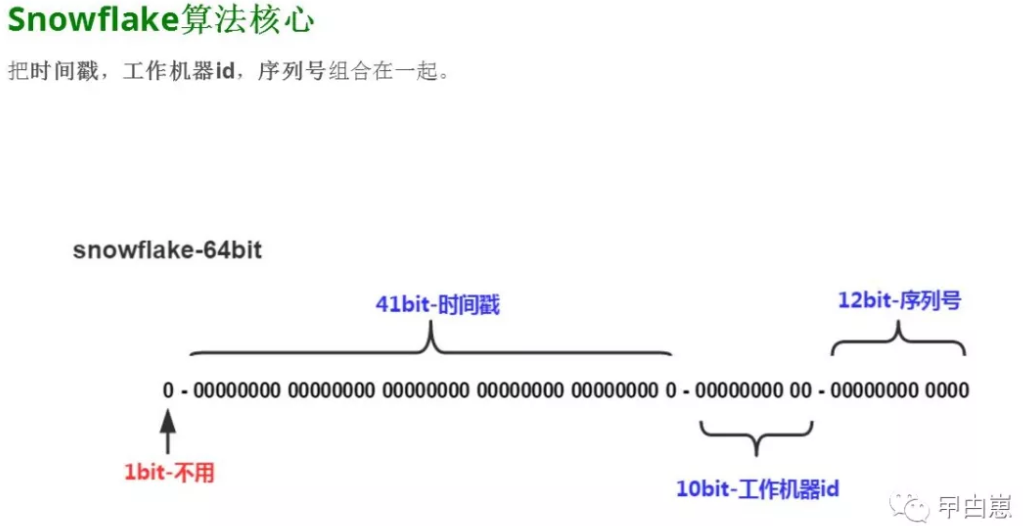 Snowflake算法核心
把时间戳，工作机器id，序列号组合在一起。
snowflake-64bit
41bit-时间戳
12bit-序列号
0 - 00000000 00000000 00000000 00000000 00000000 0 - 00000000 00 - 00000000 0000
1bit-不用
10bit-工作机器id
曱甴崽